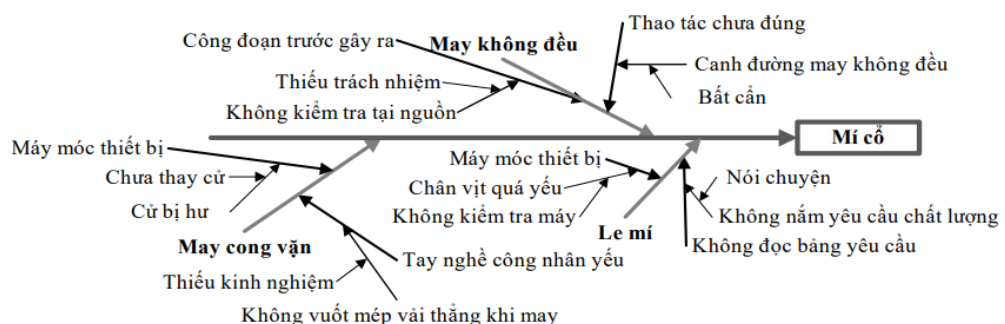 Thao tác chưa đúng
Công đoạn trước gây ra
May không đều
Canh đường may không đều
Thiếu trách nhiệm
Bất cẩn
Không kiểm tra tại nguồn
Mí cổ
Máy móc thiết bị
Máy móc thiết bị
Chưa thay cử
Chân vịt quá yếu
Nói chuyện
Cử bị hư
Không kiểm tra máy
Không nắm yêu cầu chất lượng
Le mí
May cong vặn
Không đọc bảng yêu cầu
Tay nghề công nhân yếu
Thiếu kinh nghiệm
Không vuốt mép vải thẳng khi may